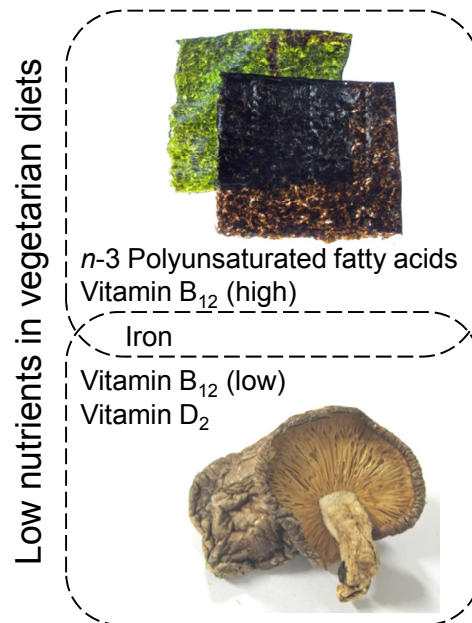 Low nutrients in vegetarian diets
n-3 Polyunsaturated fatty acids
Vitamin B₁₂ (high)
Iron
Vitamin B₁₂ (low)
Vitamin D₂